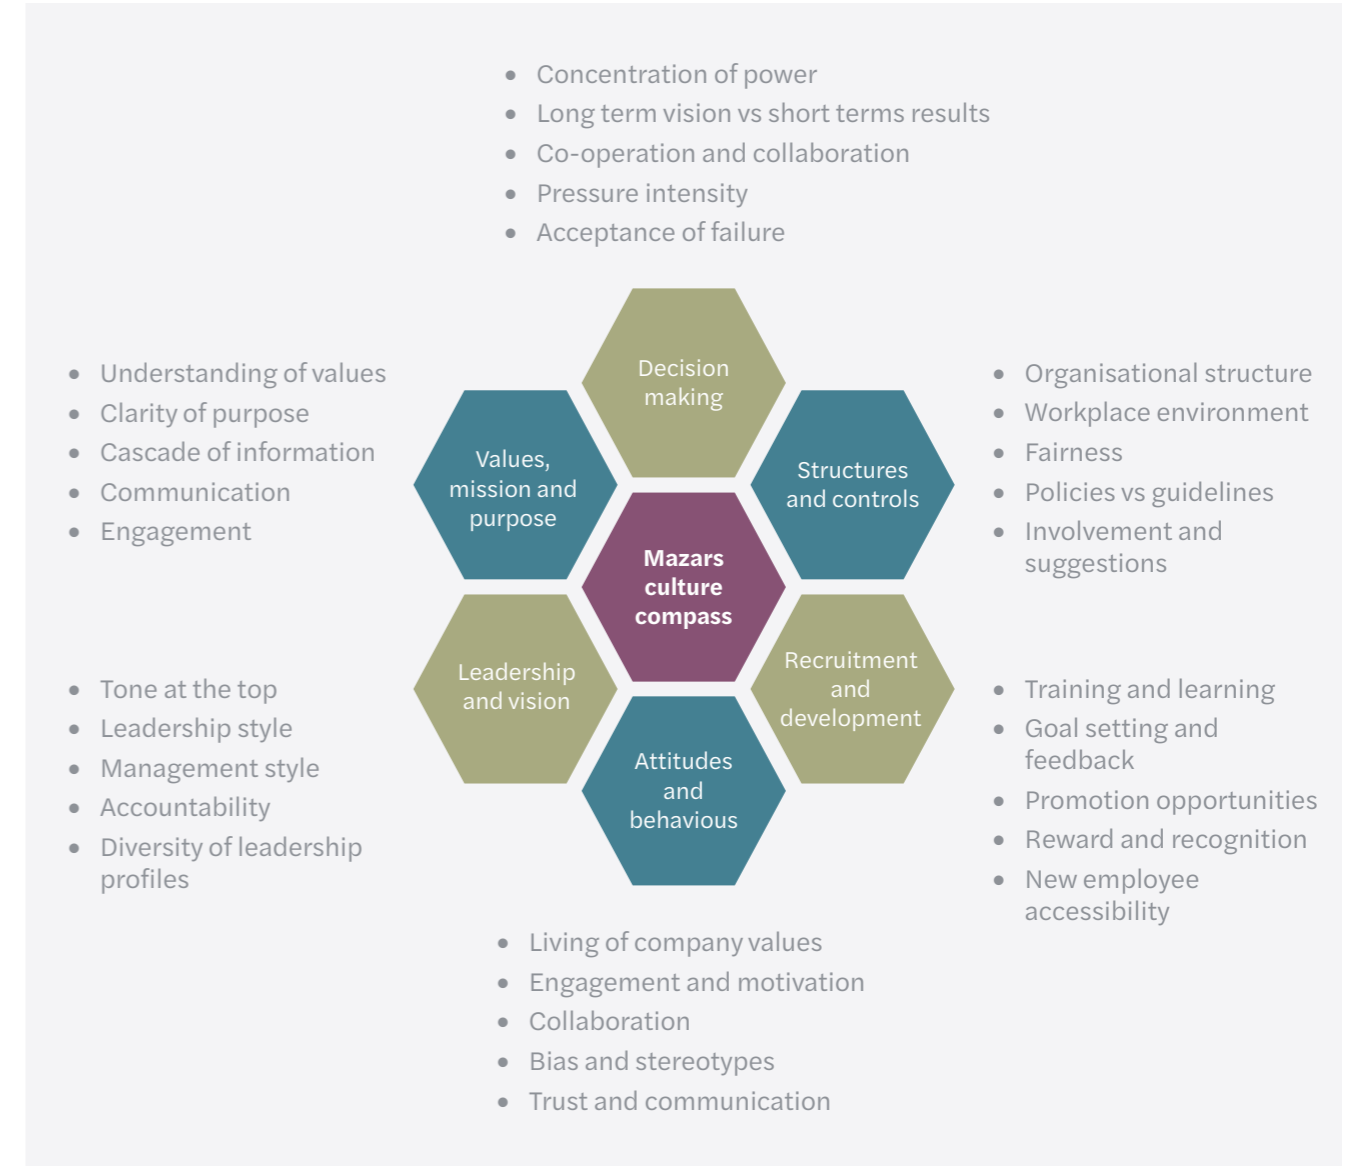 • Concentration of power
• Long term vision vs short terms results
• Co-operation and collaboration
• Pressure intensity
• Acceptance of failure
Decision
making
• Understanding of values
• Clarity of purpose
• Cascade of information
• Communication
• Engagement
Values,
mission and
purpose
Structures
and controls
• Organisational structure
• Workplace environment
• Fairness
• Policies vs guidelines
• Involvement and
suggestions
Mazars
culture
compass
• Tone at the top
• Leadership style
• Management style
• Accountability
• Diversity of leadership
profiles
Leadership
and vision
Recruitment
and
development
• Training and learning
• Goal setting and
feedback
• Promotion opportunities
• Reward and recognition
• New employee
accessibility
Attitudes
and
behavious
• Living of company values
• Engagement and motivation
• Collaboration
• Bias and stereotypes
• Trust and communication